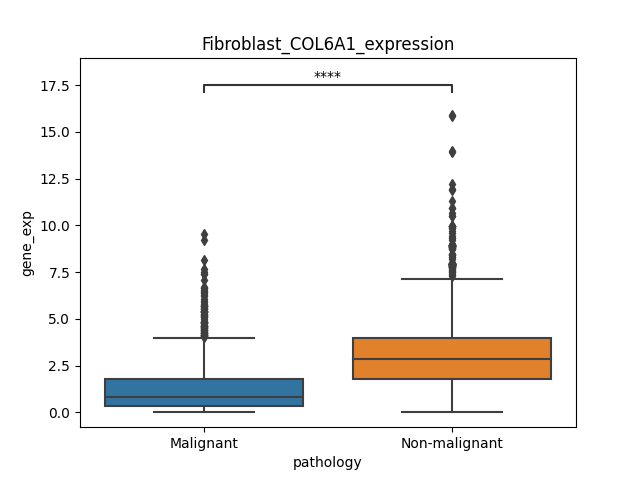 Fibroblast_COL6A1_expression
****
17.5
15.0
12.5
10.0
7.5
5.0
2.5
0.0
gene_exp
Malignant
Non-malignant
pathology